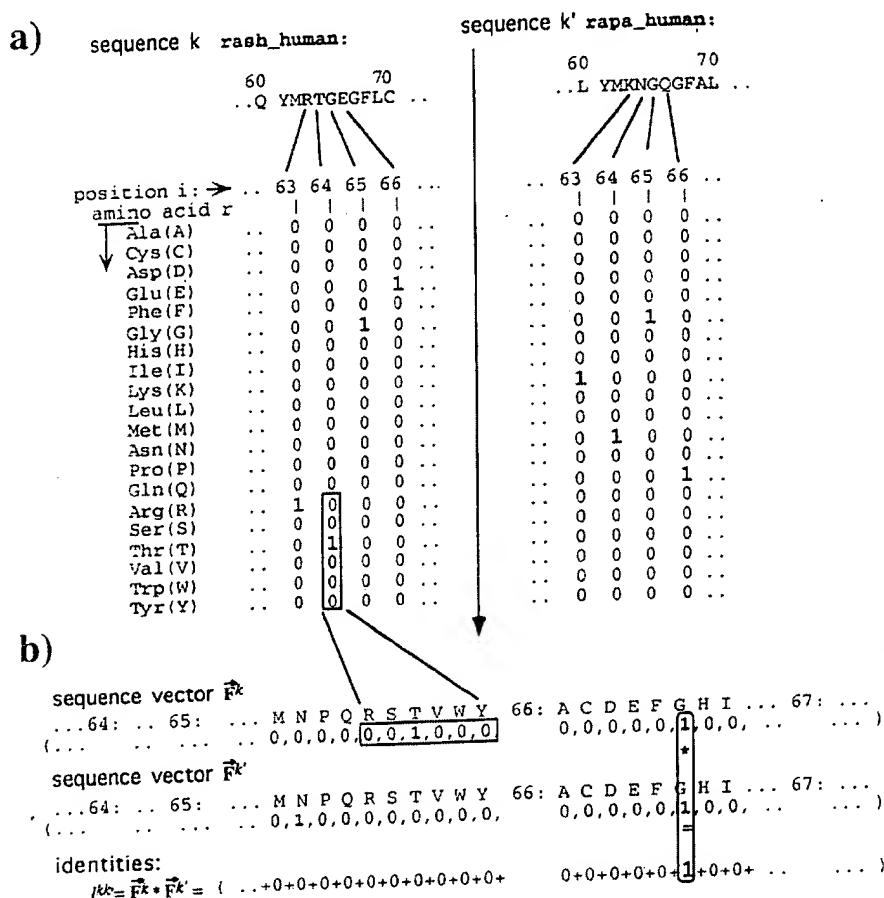 a)
sequence k rash_human:
60 70
..Q YMRTGEGFLC ..
position i: → .. 63 64 65 66 ...
amino acid r
Ala(A) .. 0 0 0 0 ..
Cys(C) .. 0 0 0 0 ..
Asp(D) .. 0 0 0 0 ..
Glu(E) .. 0 0 0 1 ..
Phe(F) .. 0 0 0 0 ..
Gly(G) .. 0 0 1 0 ..
His(H) .. 0 0 0 0 ..
Ile(I) .. 0 0 0 0 ..
Lys(K) .. 0 0 0 0 ..
Leu(L) .. 0 0 0 0 ..
Met(M) .. 0 0 0 0 ..
Asn(N) .. 0 0 0 0 ..
Pro(P) .. 0 0 0 0 ..
Gln(Q) .. 0 0 0 0 ..
Arg(R) .. 1 0 0 0 ..
Ser(S) .. 0 0 0 0 ..
Thr(T) .. 0 1 0 0 ..
Val(V) .. 0 0 0 0 ..
Trp(W) .. 0 0 0 0 ..
Tyr(Y) .. 0 0 0 0 ..
sequence k' rapa_human:
60 70
..L YMKNGQGFAL ..
63 64 65 66 ..
.. 0 0 0 0 ..
.. 0 0 0 0 ..
.. 0 0 0 0 ..
.. 0 0 0 0 ..
.. 0 0 0 0 ..
.. 0 0 1 0 ..
.. 0 0 0 0 ..
.. 0 0 0 0 ..
.. 1 0 0 0 ..
.. 0 0 0 0 ..
.. 0 0 0 0 ..
.. 0 1 0 0 ..
.. 0 0 0 0 ..
.. 0 0 0 1 ..
.. 0 0 0 0 ..
.. 0 0 0 0 ..
.. 0 0 0 0 ..
.. 0 0 0 0 ..
.. 0 0 0 0 ..
.. 0 0 0 0 ..
b)
sequence vector F^k
...64: .. 65: ... M N P Q R S T V W Y 66: A C D E F G H I ... 67: ...
(... .. ... .. 0,0,0,0,0,0,1,0,0,0 0,0,0,0,0,1,0,0, .. ... )
*
sequence vector F^k'
...64: .. 65: ... M N P Q R S T V W Y 66: A C D E F G H I ... 67: ...
(... .. ... .. 0,1,0,0,0,0,0,0,0,0, 0,0,0,0,0,1,0,0, .. ... )
=
identities:
I^kk' = F^k * F^k' = ( ..+0+0+0+0+0+0+0+0+0+0+ 0+0+0+0+0+1+0+0+ .. ... )